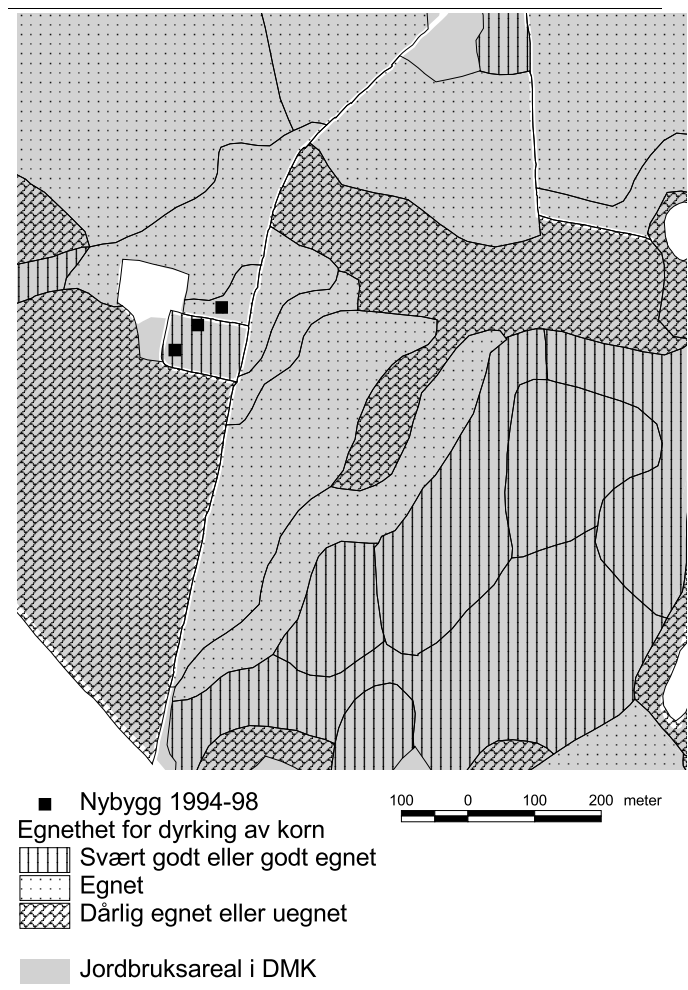 Nybygg 1994-98
100 0 100 200 meter
Egnethet for dyrking av korn
Svært godt eller godt egnet
Egnet
Dårlig egnet eller uegnet
Jordbruksareal i DMK